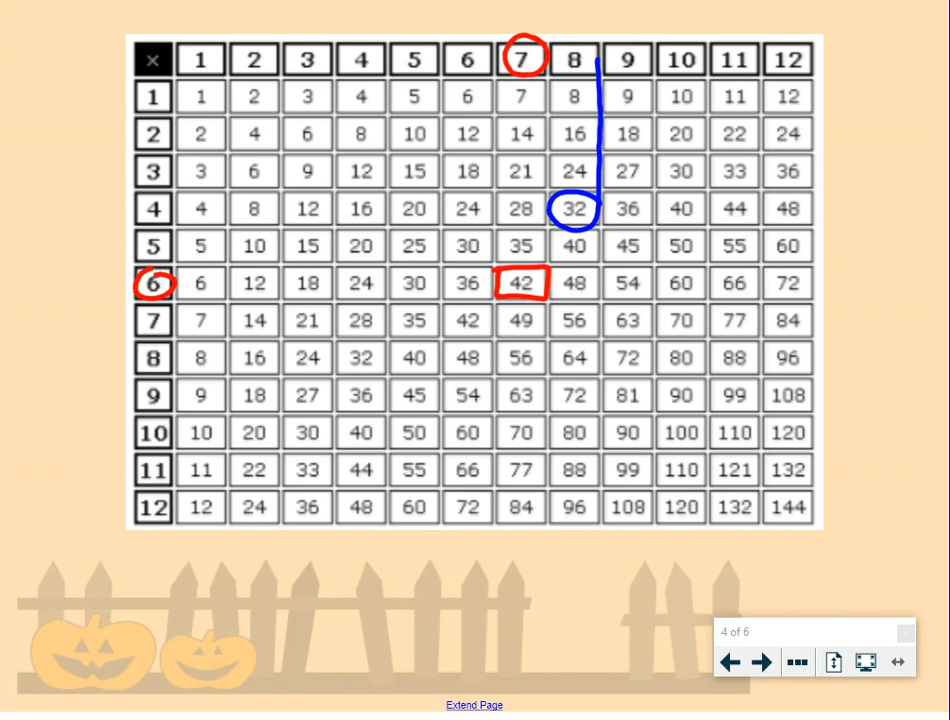 × 1 2 3 4 5 6 7 8 9 10 11 12
1 1 2 3 4 5 6 7 8 9 10 11 12
2 2 4 6 8 10 12 14 16 18 20 22 24
3 3 6 9 12 15 18 21 24 27 30 33 36
4 4 8 12 16 20 24 28 32 36 40 44 48
5 5 10 15 20 25 30 35 40 45 50 55 60
6 6 12 18 24 30 36 42 48 54 60 66 72
7 7 14 21 28 35 42 49 56 63 70 77 84
8 8 16 24 32 40 48 56 64 72 80 88 96
9 9 18 27 36 45 54 63 72 81 90 99 108
10 10 20 30 40 50 60 70 80 90 100 110 120
11 11 22 33 44 55 66 77 88 99 110 121 132
12 12 24 36 48 60 72 84 96 108 120 132 144
4 of 6
Extend Page